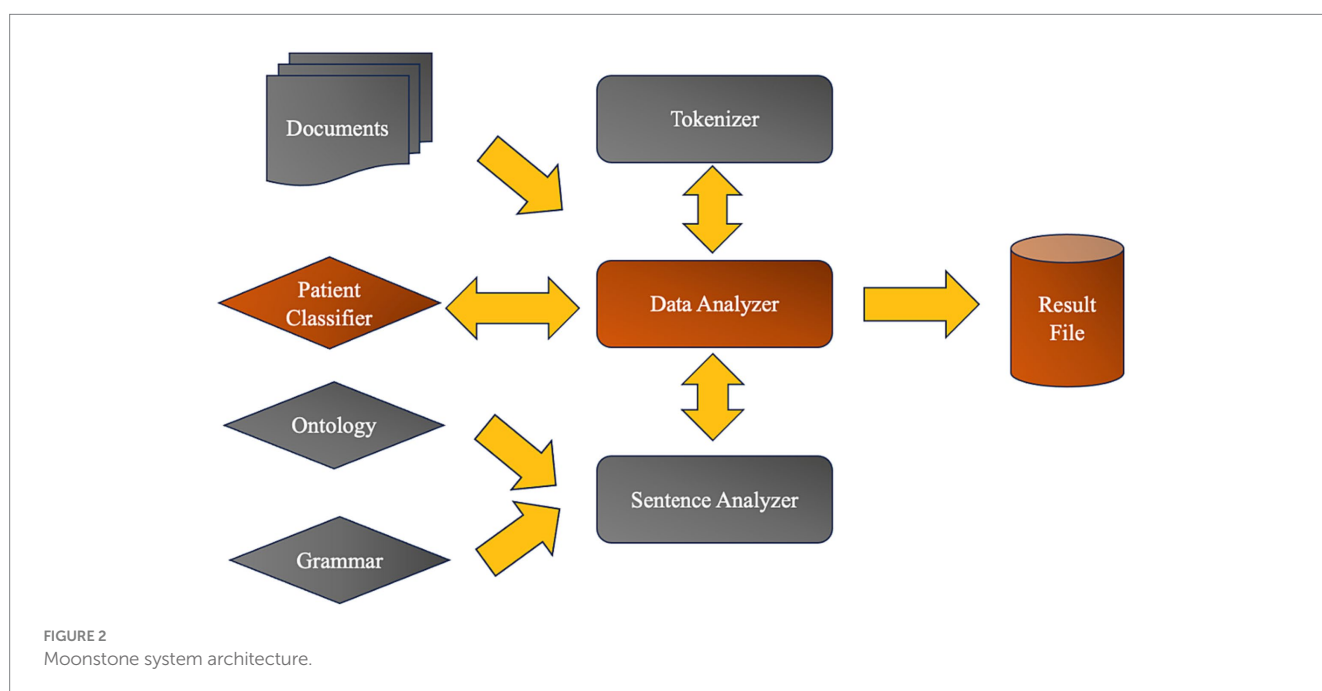 Documents
Tokenizer
Patient
Classifier
Data Analyzer
Result
File
Ontology
Sentence Analyzer
Grammar
FIGURE 2
Moonstone system architecture.